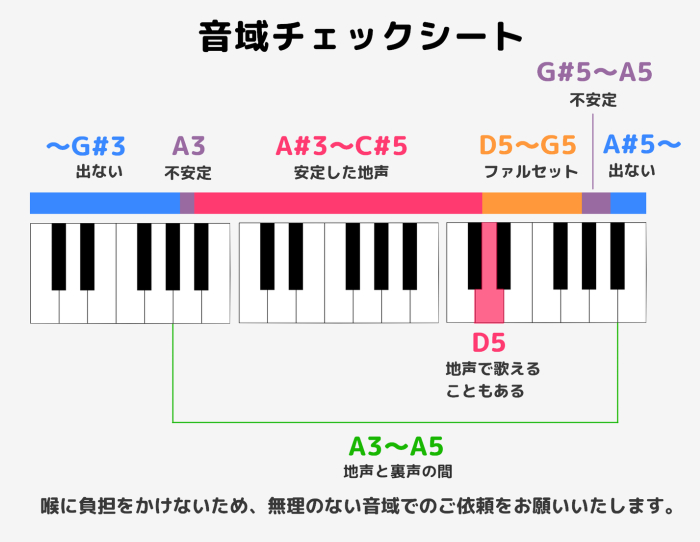 音域チェックシート
G#5〜A5
不安定
〜G#3
出ない
A3
不安定
A#3〜C#5
安定した地声
D5〜G5
ファルセット
A#5〜
出ない
D5
地声で歌える
こともある
A3〜A5
地声と裏声の間
喉に負担をかけないため、無理のない音域でのご依頼をお願いいたします。